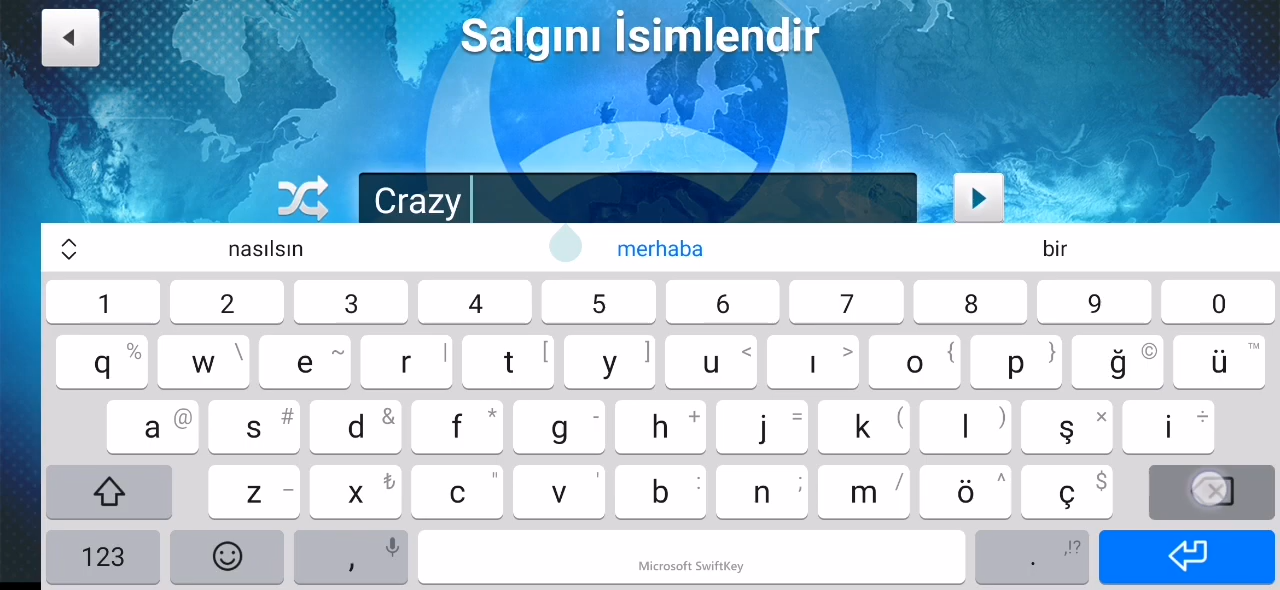 Salgını İsimlendir
Crazy
nasılsın merhaba bir
1 2 3 4 5 6 7 8 9 0
q % w \ e ~ r | t [ y ] u < ı > o { p } ğ © ü ™
a @ s # d & f * g - h + j = k ( l ) ş × i ÷
z _ x ₺ c " v ' b : n ; m / ö ^ ç $
123 , Microsoft SwiftKey . ,!?